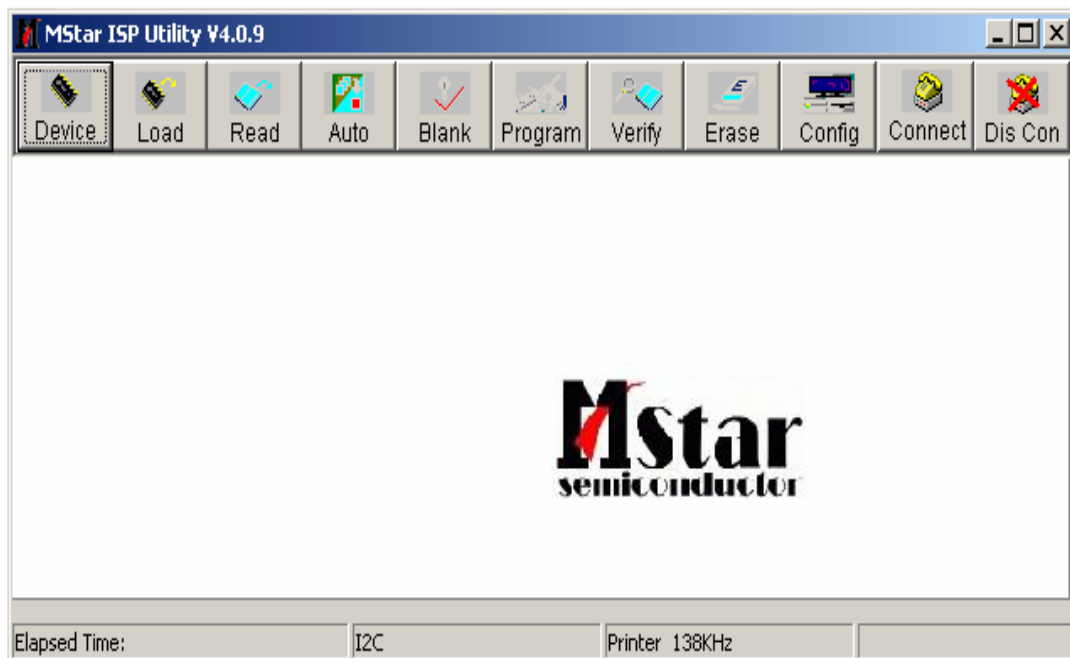 MStar ISP Utility V4.0.9
Device Load Read Auto Blank Program Verify Erase Config Connect Dis Con
MStar
semiconductor
Elapsed Time: I2C Printer 138KHz